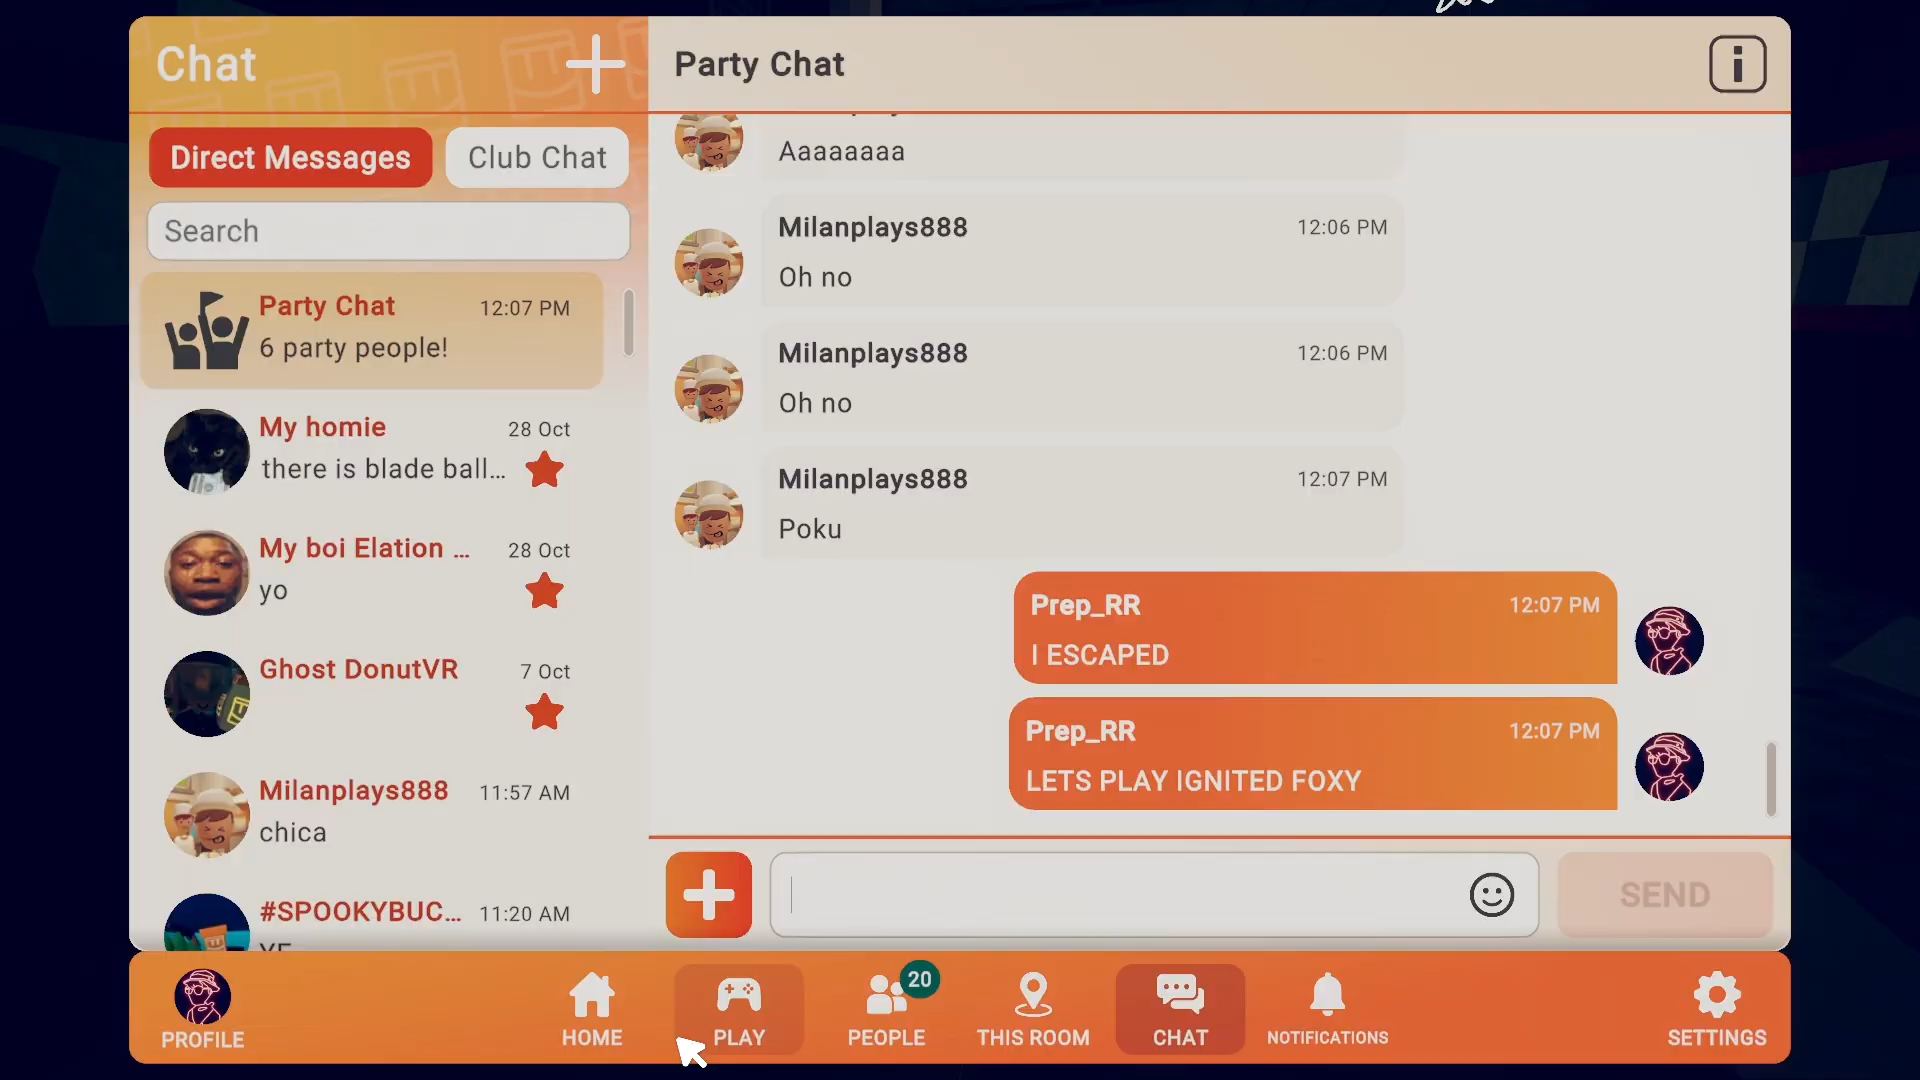 Chat
Party Chat
Direct Messages
Club Chat
Search
Party Chat 12:07 PM
6 party people!
My homie 28 Oct
there is blade ball...
My boi Elation ... 28 Oct
yo
Ghost DonutVR 7 Oct
Milanplays888 11:57 AM
chica
#SPOOKYBUC... 11:20 AM
Aaaaaaaa
Milanplays888 12:06 PM
Oh no
Milanplays888 12:06 PM
Oh no
Milanplays888 12:07 PM
Poku
Prep_RR 12:07 PM
I ESCAPED
Prep_RR 12:07 PM
LETS PLAY IGNITED FOXY
SEND
20
PROFILE
HOME
PLAY
PEOPLE
THIS ROOM
CHAT
NOTIFICATIONS
SETTINGS